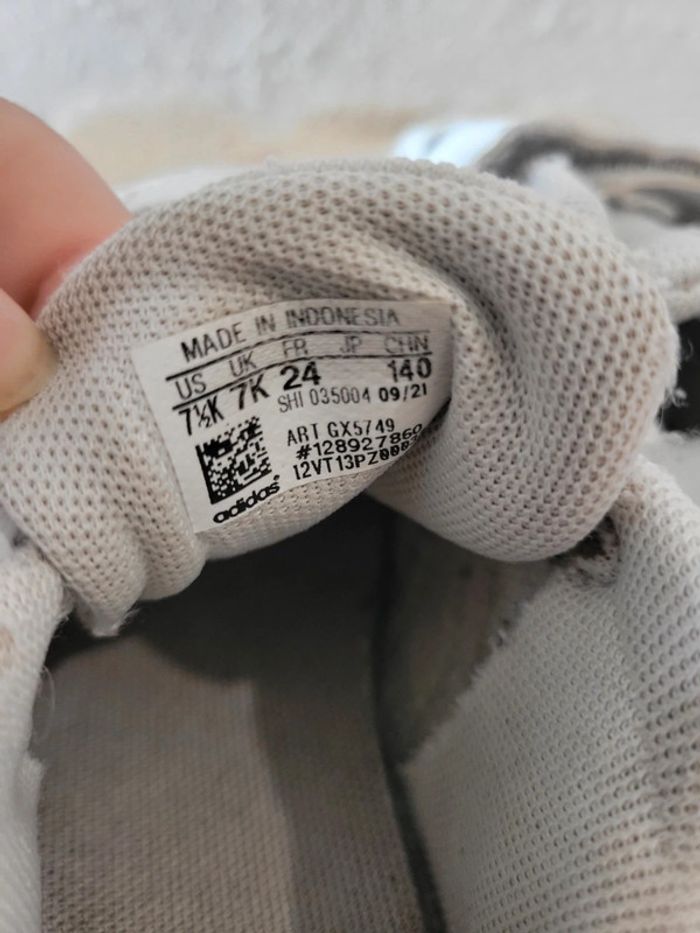 MADE IN INDONESIA
US UK FR JP CHN
7½K 7K 24 140
SHI 035004 09/21
ART GX5749
#128927860
adidas